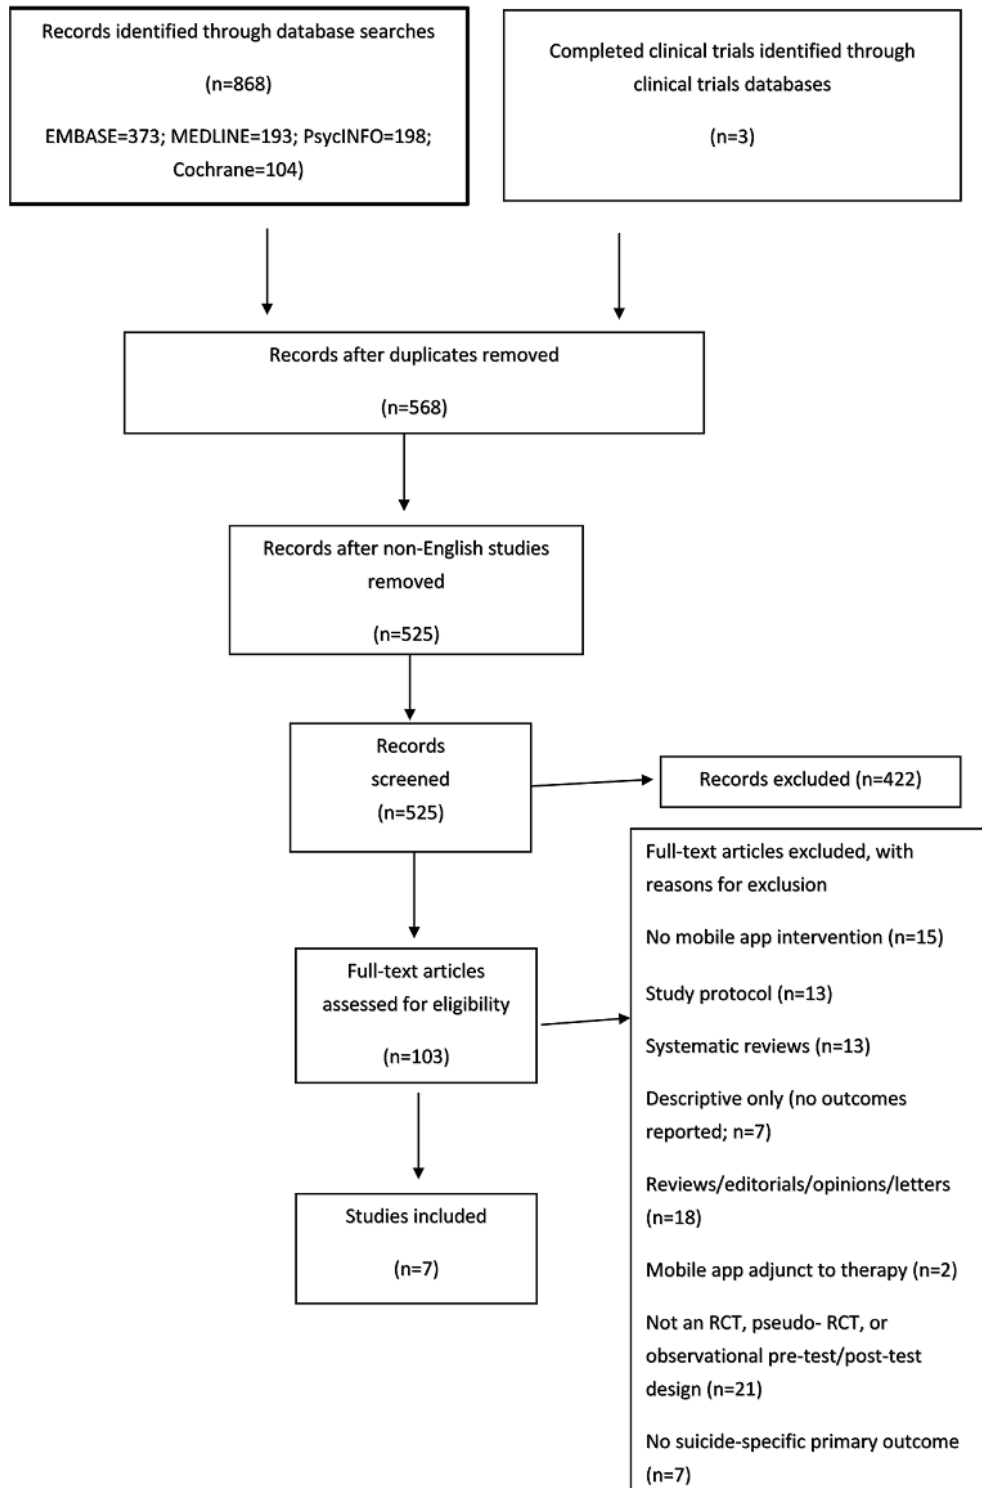 Records identified through database searches
(n=868)
EMBASE=373; MEDLINE=193; PsycINFO=198;
Cochrane=104)
Completed clinical trials identified through
clinical trials databases
(n=3)
Records after duplicates removed
(n=568)
Records after non-English studies
removed
(n=525)
Records
screened
(n=525)
Records excluded (n=422)
Full-text articles
assessed for eligibility
(n=103)
Full-text articles excluded, with
reasons for exclusion
No mobile app intervention (n=15)
Study protocol (n=13)
Systematic reviews (n=13)
Descriptive only (no outcomes
reported; n=7)
Reviews/editorials/opinions/letters
(n=18)
Mobile app adjunct to therapy (n=2)
Not an RCT, pseudo- RCT, or
observational pre-test/post-test
design (n=21)
No suicide-specific primary outcome
(n=7)
Studies included
(n=7)